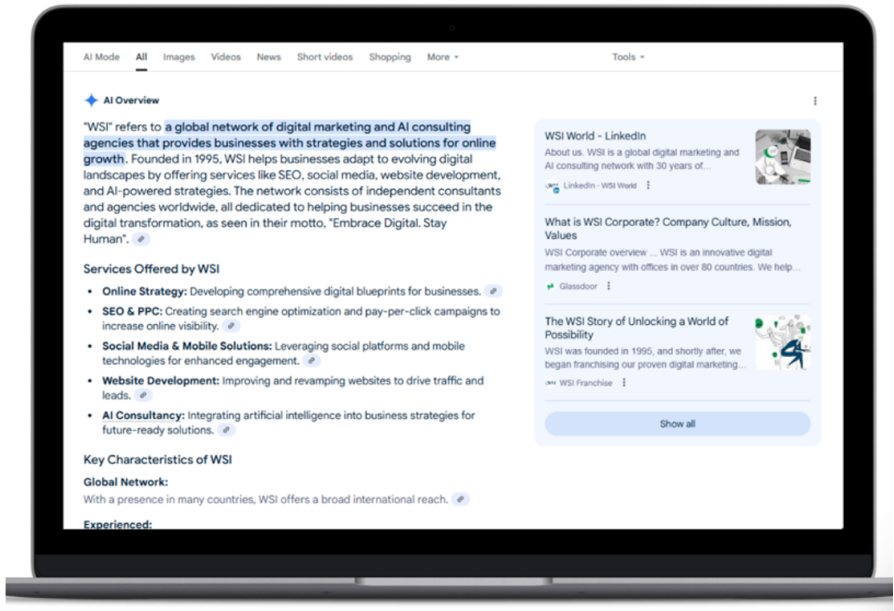 AI Mode All Images Videos News Short videos Shopping More Tools
AI Overview
"WSI" refers to a global network of digital marketing and AI consulting
agencies that provides businesses with strategies and solutions for online
growth. Founded in 1995, WSI helps businesses adapt to evolving digital
landscapes by offering services like SEO, social media, website development,
and AI-powered strategies. The network consists of independent consultants
and agencies worldwide, all dedicated to helping businesses succeed in the
digital transformation, as seen in their motto, "Embrace Digital. Stay
Human".
Services Offered by WSI
• Online Strategy: Developing comprehensive digital blueprints for businesses.
• SEO & PPC: Creating search engine optimization and pay-per-click campaigns to
increase online visibility.
• Social Media & Mobile Solutions: Leveraging social platforms and mobile
technologies for enhanced engagement.
• Website Development: Improving and revamping websites to drive traffic and
leads.
• AI Consultancy: Integrating artificial intelligence into business strategies for
future-ready solutions.
Key Characteristics of WSI
Global Network:
With a presence in many countries, WSI offers a broad international reach.
Experienced:
WSI World - LinkedIn
About us. WSI is a global digital marketing and
AI consulting network with 30 years of...
LinkedIn · WSI World
What is WSI Corporate? Company Culture, Mission,
Values
WSI Corporate overview ... WSI is an innovative digital
marketing agency with offices in over 80 countries. We help...
Glassdoor
The WSI Story of Unlocking a World of
Possibility
WSI was founded in 1995, and shortly after, we
began franchising our proven digital marketing...
WSI Franchise
Show all